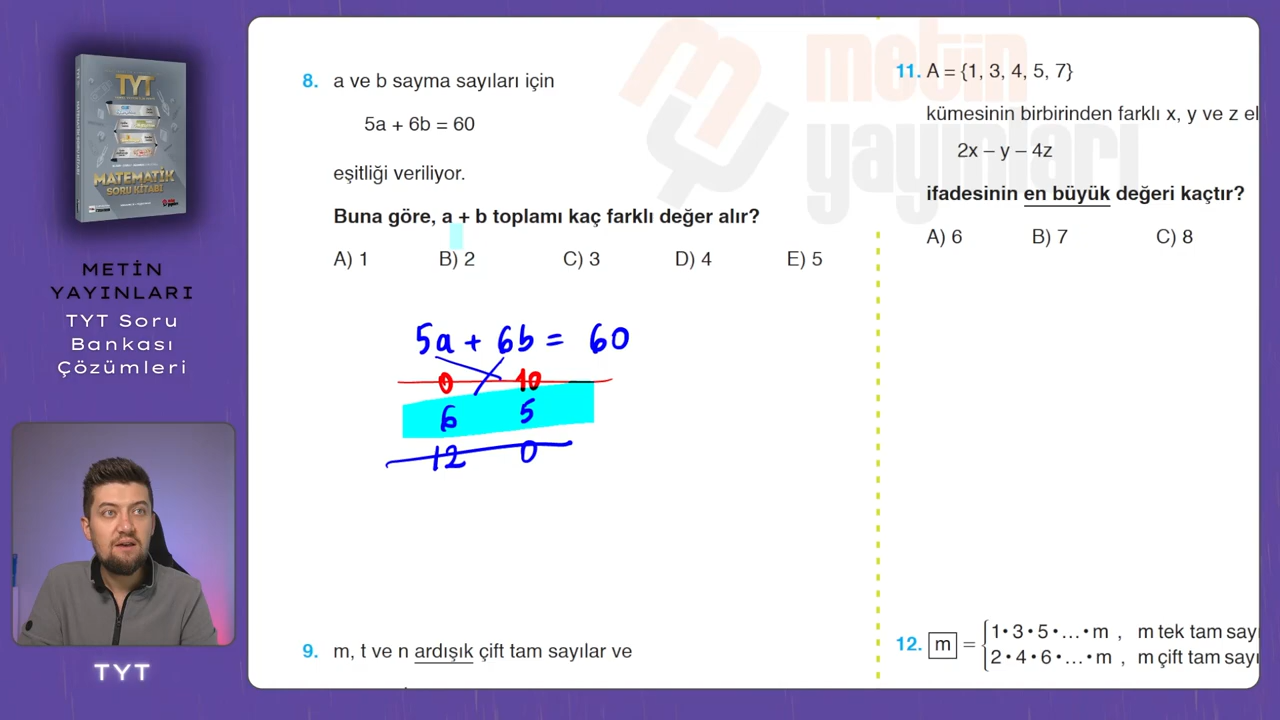 TYT
MATEMATİK
SORU KİTABI
METİN
YAYINLARI
TYT Soru
Bankası
Çözümleri
TYT
metin
yayınları
8. a ve b sayma sayıları için
5a + 6b = 60
eşitliği veriliyor.
Buna göre, a + b toplamı kaç farklı değer alır?
A) 1 B) 2 C) 3 D) 4 E) 5
5a + 6b = 60
0 10
6 5
12 0
9. m, t ve n ardışık çift tam sayılar ve
11. A = {1, 3, 4, 5, 7}
kümesinin birbirinden farklı x, y ve z el
2x – y – 4z
ifadesinin en büyük değeri kaçtır?
A) 6 B) 7 C) 8
12. m = { 1•3•5•...•m , m tek tam sayı
2•4•6•...•m , m çift tam sayı